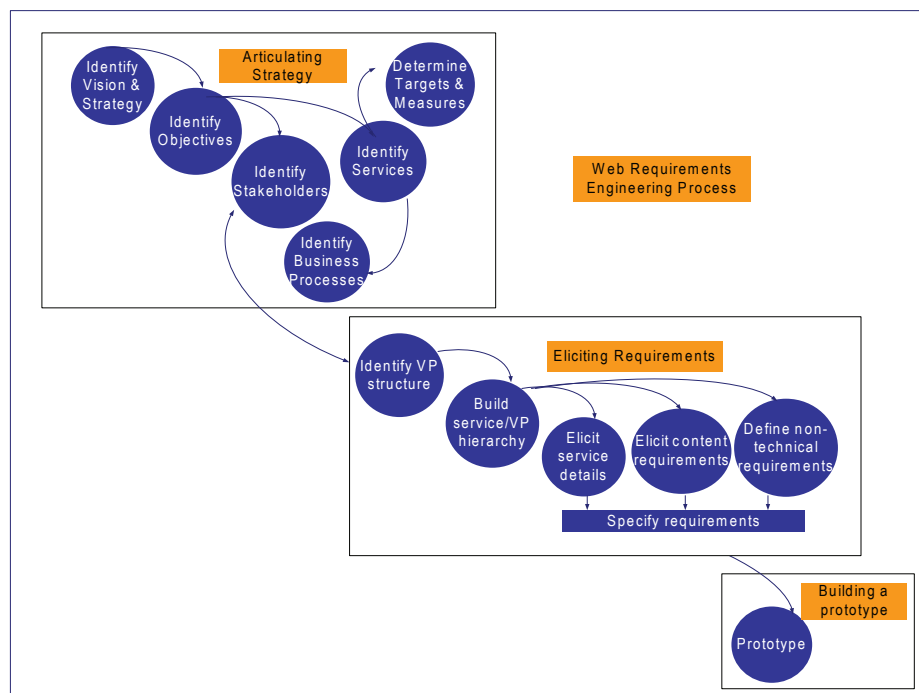 Articulating
Strategy
Identify
Vision &
Strategy
Determine
Targets &
Measures
Identify
Objectives
Identify
Services
Identify
Stakeholders
Identify
Business
Processes
Web Requirements
Engineering Process
Eliciting Requirements
Identify VP
structure
Build
service/VP
hierarchy
Elicit
service
details
Elicit content
requirements
Define non-
technical
requirements
Specify requirements
Building a
prototype
Prototype